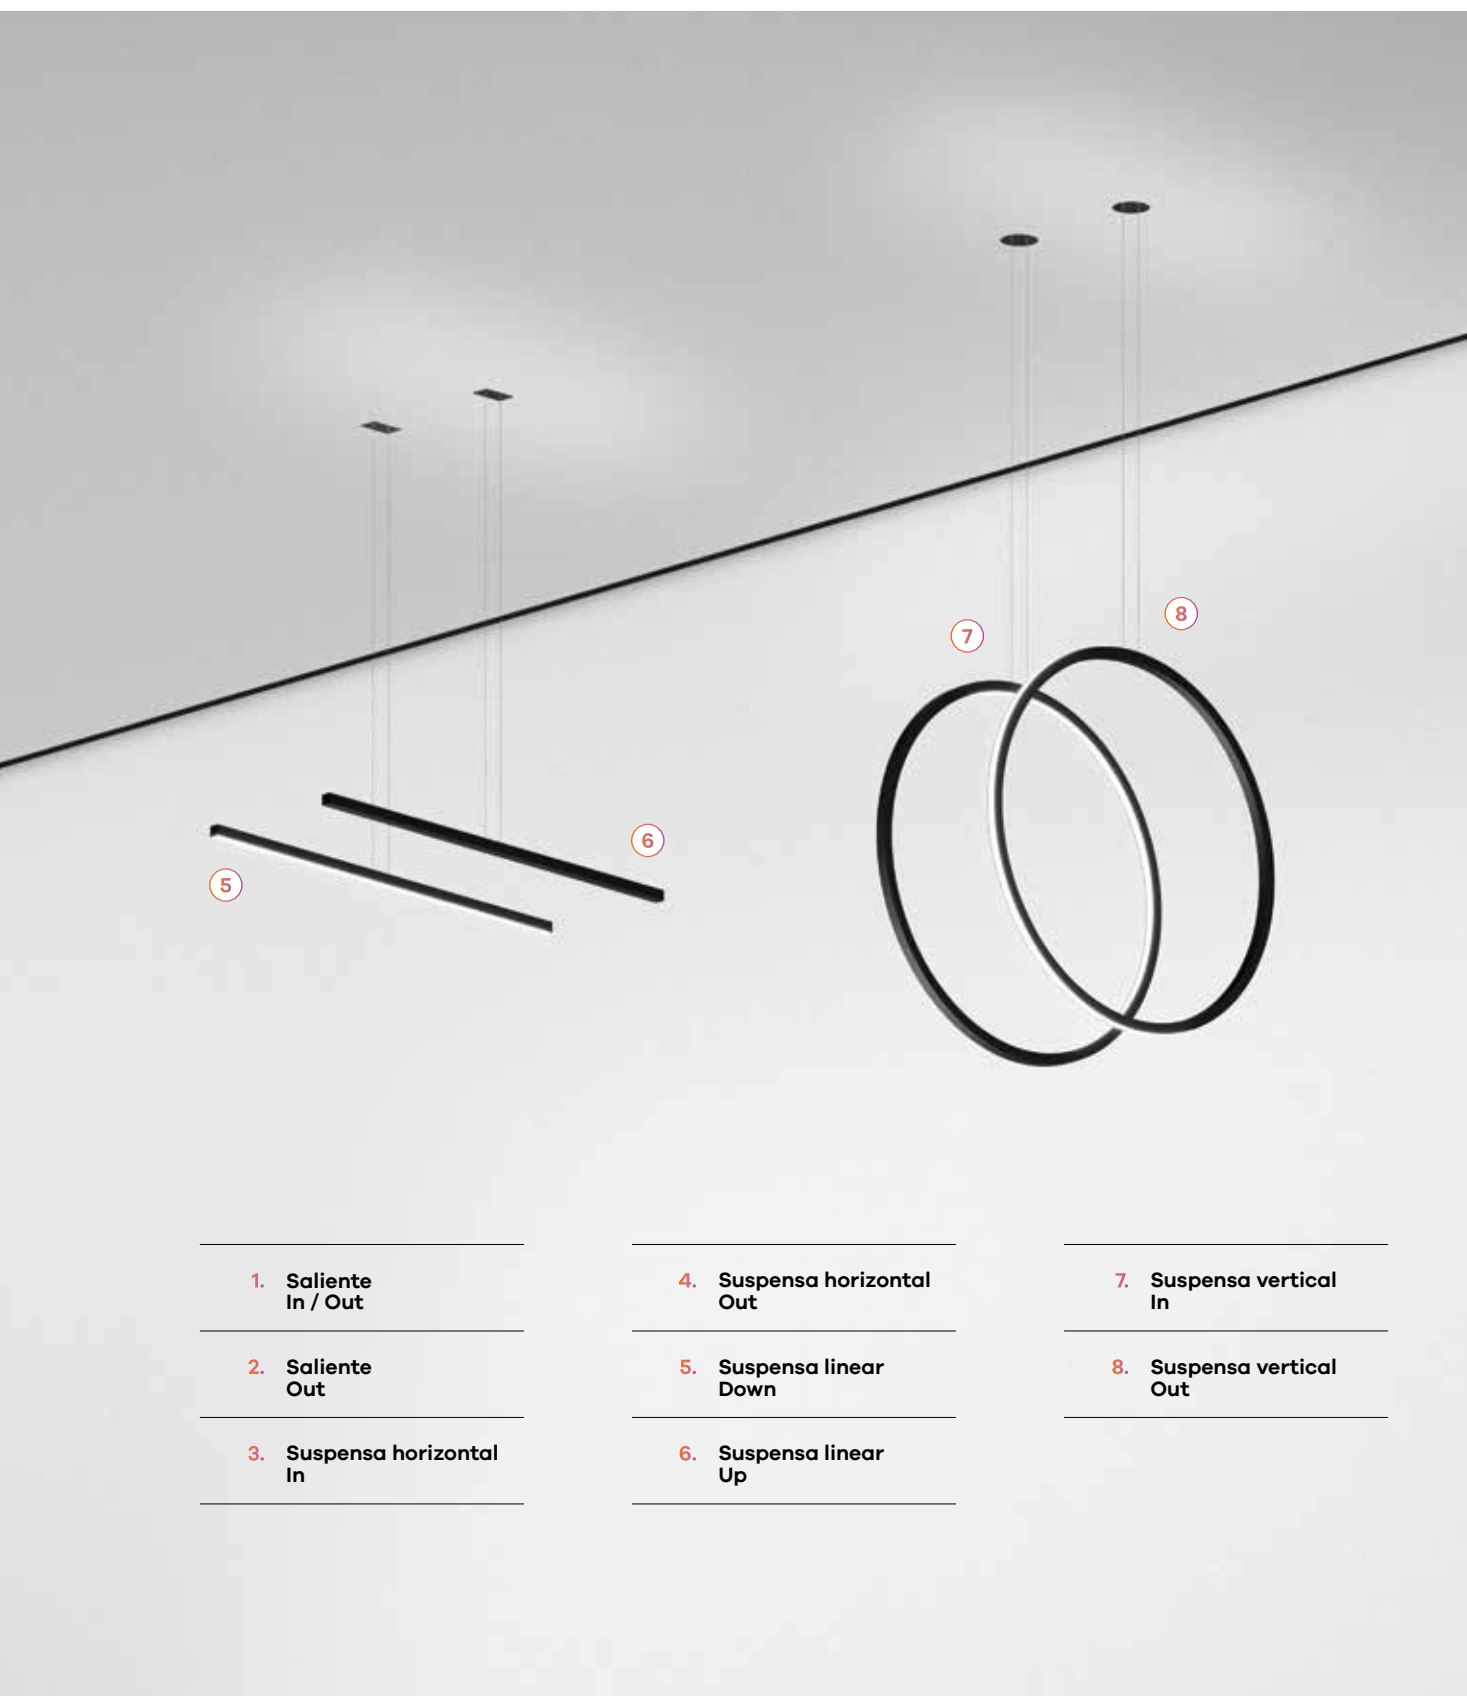 8
7
6
5
1. Saliente
In / Out
2. Saliente
Out
3. Suspensa horizontal
In
4. Suspensa horizontal
Out
5. Suspensa linear
Down
6. Suspensa linear
Up
7. Suspensa vertical
In
8. Suspensa vertical
Out